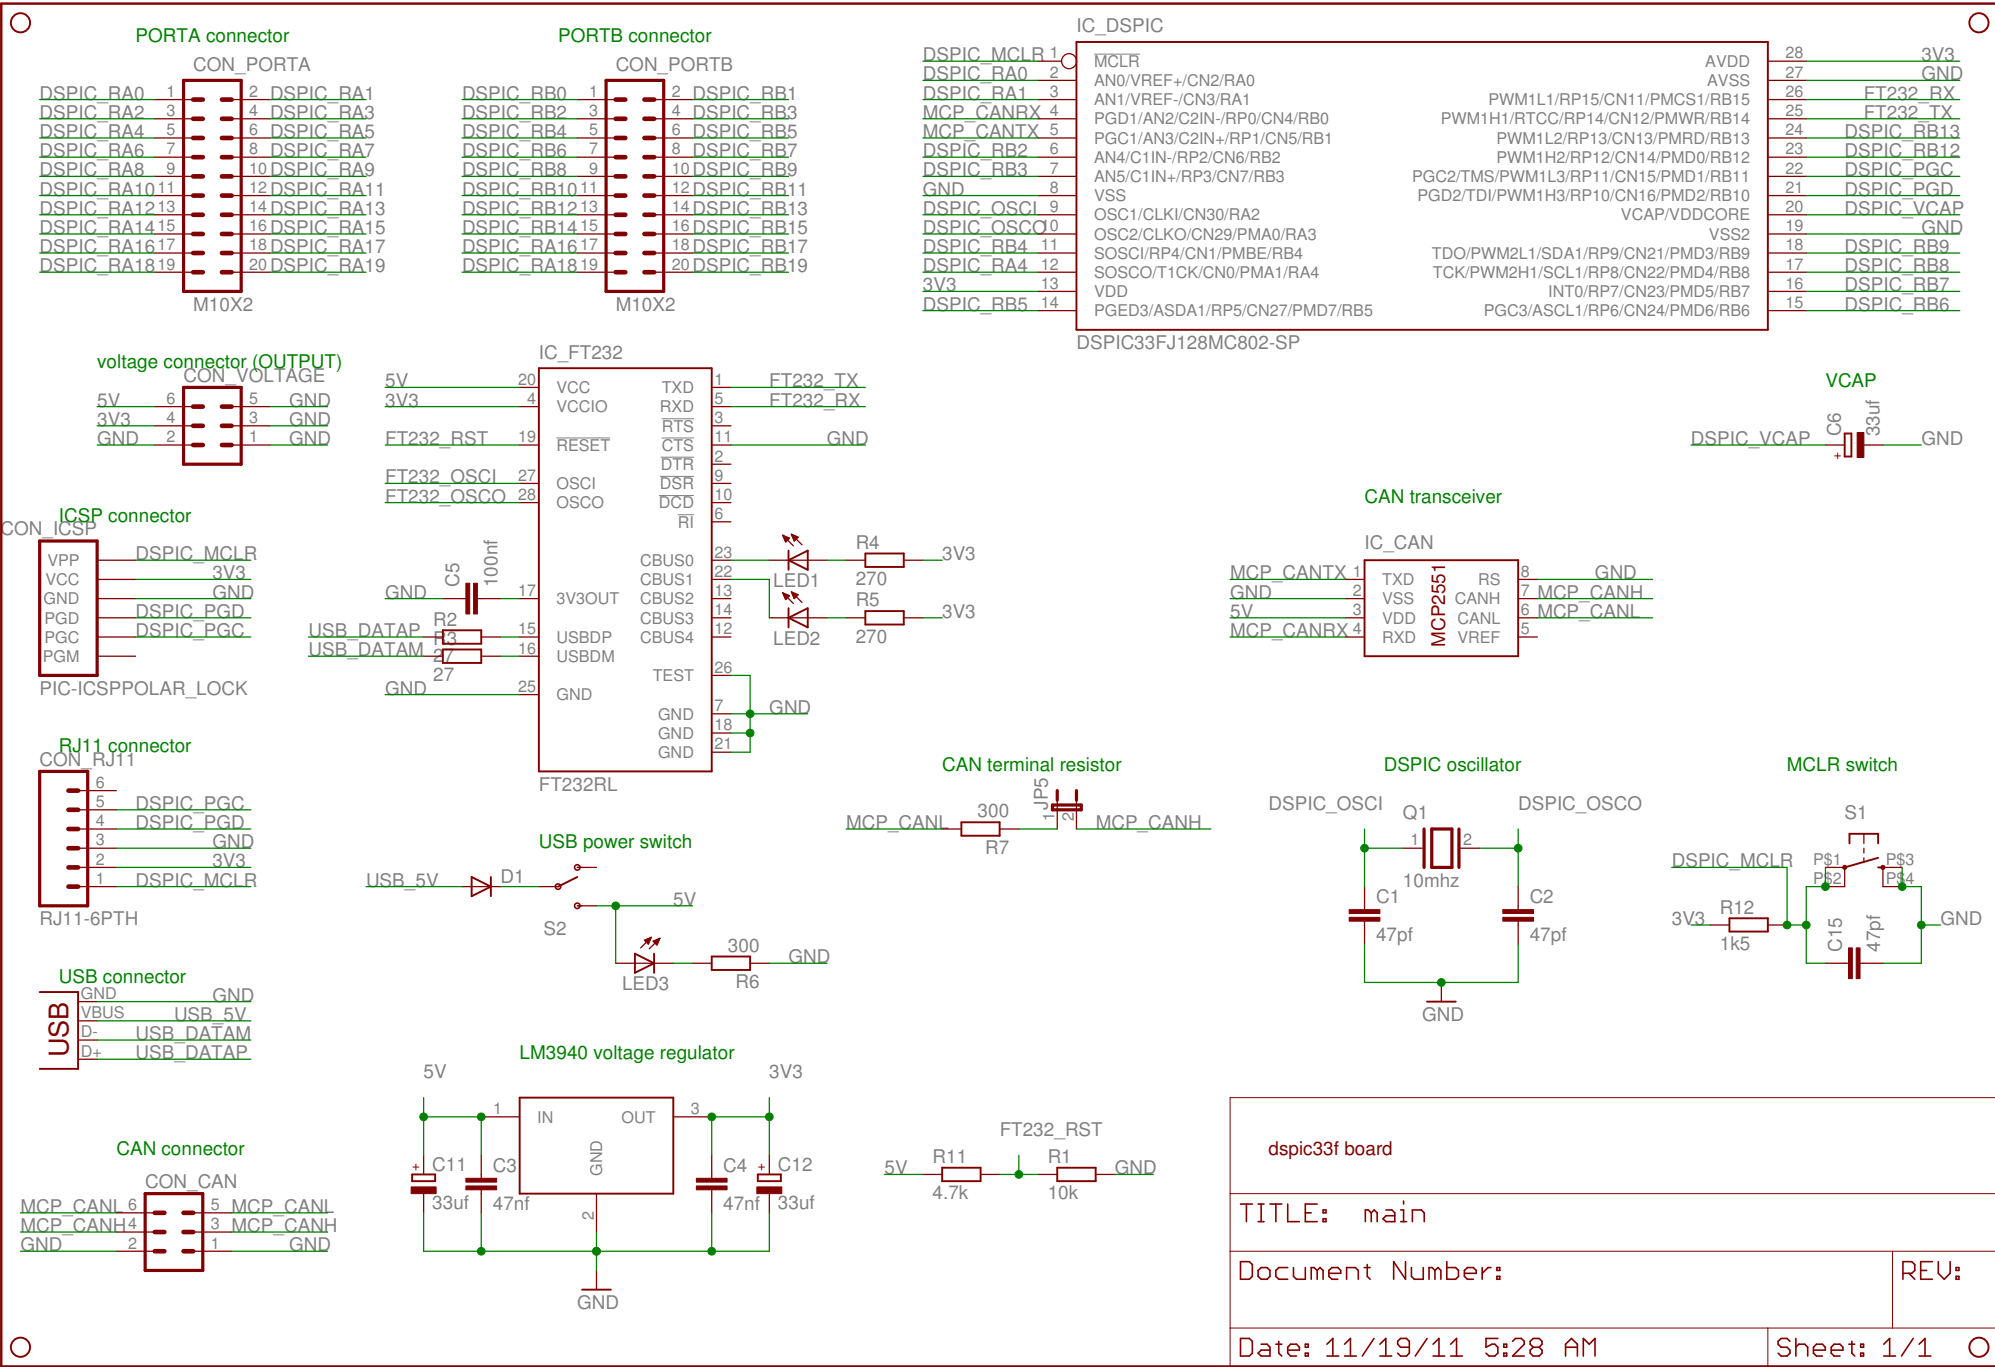 PORTA connector
CON_PORTA
DSPIC_RA0 1 2 DSPIC_RA1
DSPIC_RA2 3 4 DSPIC_RA3
DSPIC_RA4 5 6 DSPIC_RA5
DSPIC_RA6 7 8 DSPIC_RA7
DSPIC_RA8 9 10 DSPIC_RA9
DSPIC_RA10 11 12 DSPIC_RA11
DSPIC_RA12 13 14 DSPIC_RA13
DSPIC_RA14 15 16 DSPIC_RA15
DSPIC_RA16 17 18 DSPIC_RA17
DSPIC_RA18 19 20 DSPIC_RA19
M10X2
PORTB connector
CON_PORTB
DSPIC_RB0 1 2 DSPIC_RB1
DSPIC_RB2 3 4 DSPIC_RB3
DSPIC_RB4 5 6 DSPIC_RB5
DSPIC_RB6 7 8 DSPIC_RB7
DSPIC_RB8 9 10 DSPIC_RB9
DSPIC_RB10 11 12 DSPIC_RB11
DSPIC_RB12 13 14 DSPIC_RB13
DSPIC_RB14 15 16 DSPIC_RB15
DSPIC_RA16 17 18 DSPIC_RB17
DSPIC_RA18 19 20 DSPIC_RB19
M10X2
IC_DSPIC
DSPIC_MCLR 1 MCLR AVDD 28 3V3
DSPIC_RA0 2 AN0/VREF+/CN2/RA0 AVSS 27 GND
DSPIC_RA1 3 AN1/VREF-/CN3/RA1 PWM1L1/RP15/CN11/PMCS1/RB15 26 FT232_RX
MCP_CANRX 4 PGD1/AN2/C2IN-/RP0/CN4/RB0 PWM1H1/RTCC/RP14/CN12/PMWR/RB14 25 FT232_TX
MCP_CANTX 5 PGC1/AN3/C2IN+/RP1/CN5/RB1 PWM1L2/RP13/CN13/PMRD/RB13 24 DSPIC_RB13
DSPIC_RB2 6 AN4/C1IN-/RP2/CN6/RB2 PWM1H2/RP12/CN14/PMD0/RB12 23 DSPIC_RB12
DSPIC_RB3 7 AN5/C1IN+/RP3/CN7/RB3 PGC2/TMS/PWM1L3/RP11/CN15/PMD1/RB11 22 DSPIC_PGC
GND 8 VSS PGD2/TDI/PWM1H3/RP10/CN16/PMD2/RB10 21 DSPIC_PGD
DSPIC_OSCI 9 OSC1/CLKI/CN30/RA2 VCAP/VDDCORE 20 DSPIC_VCAP
DSPIC_OSCO 10 OSC2/CLKO/CN29/PMA0/RA3 VSS2 19 GND
DSPIC_RB4 11 SOSCI/RP4/CN1/PMBE/RB4 TDO/PWM2L1/SDA1/RP9/CN21/PMD3/RB9 18 DSPIC_RB9
DSPIC_RA4 12 SOSCO/T1CK/CN0/PMA1/RA4 TCK/PWM2H1/SCL1/RP8/CN22/PMD4/RB8 17 DSPIC_RB8
3V3 13 VDD INT0/RP7/CN23/PMD5/RB7 16 DSPIC_RB7
DSPIC_RB5 14 PGED3/ASDA1/RP5/CN27/PMD7/RB5 PGC3/ASCL1/RP6/CN24/PMD6/RB6 15 DSPIC_RB6
DSPIC33FJ128MC802-SP
voltage connector (OUTPUT)
CON_VOLTAGE
5V 6 5 GND
3V3 4 3 GND
GND 2 1 GND
IC_FT232
5V 20 VCC TXD 1 FT232_TX
3V3 4 VCCIO RXD 5 FT232_RX
RTS 3
FT232_RST 19 RESET CTS 11 GND
DTR 2
FT232_OSCI 27 OSCI DSR 9
FT232_OSCO 28 OSCO DCD 10
RI 6
CBUS0 23 LED1 R4 270 3V3
CBUS1 22 LED2 R5 270 3V3
GND C5 100nf 17 3V3OUT CBUS2 13
CBUS3 14
USB_DATAP R2 27 15 USBDP CBUS4 12
USB_DATAM R3 27 16 USBDM
TEST 26
GND 25 GND
GND 7 GND
GND 18
GND 21
FT232RL
VCAP
DSPIC_VCAP + C6 33uf GND
ICSP connector
CON_ICSP
VPP DSPIC_MCLR
VCC 3V3
GND GND
PGD DSPIC_PGD
PGC DSPIC_PGC
PGM
PIC-ICSPPOLAR_LOCK
CAN transceiver
IC_CAN
MCP2551
MCP_CANTX 1 TXD RS 8 GND
GND 2 VSS CANH 7 MCP_CANH
5V 3 VDD CANL 6 MCP_CANL
MCP_CANRX 4 RXD VREF 5
RJ11 connector
CON_RJ11
6
5 DSPIC_PGC
4 DSPIC_PGD
3 GND
2 3V3
1 DSPIC_MCLR
RJ11-6PTH
USB power switch
USB_5V D1 S2 5V
LED3 300 R6 GND
CAN terminal resistor
MCP_CANL 300 R7 1 JP5 2 MCP_CANH
DSPIC oscillator
DSPIC_OSCI DSPIC_OSCO
Q1
1 2
10mhz
C1 C2
47pf 47pf
GND
MCLR switch
S1
DSPIC_MCLR P$1 P$3
P$2 P$4
3V3 R12 1k5 C15 47pf GND
USB connector
USB
GND GND
VBUS USB_5V
D- USB_DATAM
D+ USB_DATAP
LM3940 voltage regulator
5V 3V3
1 IN OUT 3
GND
2
+ C11 33uf C3 47nf C4 47nf + C12 33uf
GND
CAN connector
CON_CAN
MCP_CANL 6 5 MCP_CANL
MCP_CANH 4 3 MCP_CANH
GND 2 1 GND
FT232_RST
5V R11 R1 GND
4.7k 10k
dspic33f board
TITLE: main
Document Number:
REV:
Date: 11/19/11 5:28 AM
Sheet: 1/1